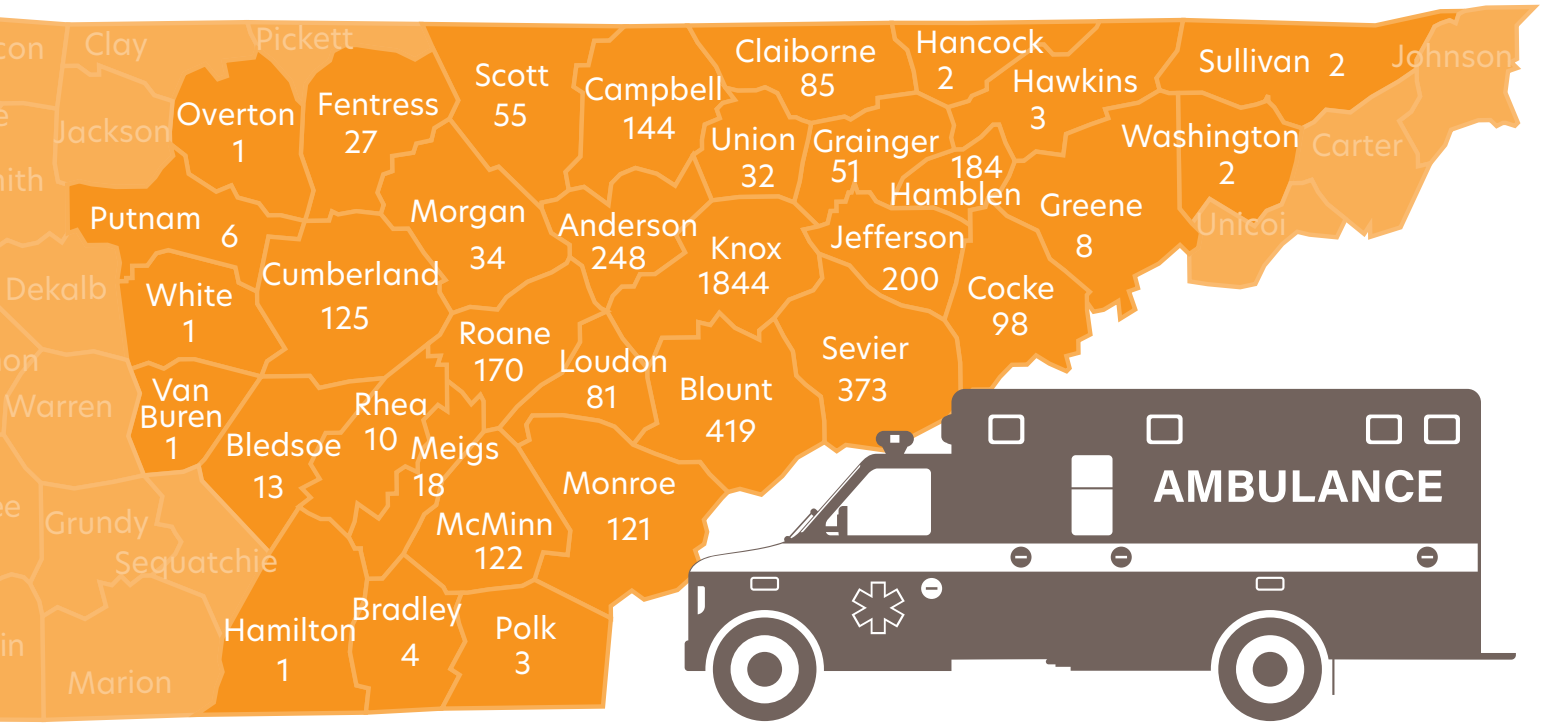 Clay
Pickett
Jackson
Overton
1
Fentress
27
Scott
55
Campbell
144
Claiborne
85
Hancock
2
Hawkins
3
Sullivan 2
Johnson
Union
32
Grainger
51
184
Hamblen
Washington
2
Carter
Putnam
6
Morgan
34
Anderson
248
Knox
1844
Jefferson
200
Greene
8
Unicoi
Dekalb
White
1
Cumberland
125
Cocke
98
Roane
170
Loudon
81
Blount
419
Sevier
373
Warren
Van
Buren
1
Bledsoe
13
Rhea
10
Meigs
18
Monroe
121
McMinn
122
Grundy
Sequatchie
Marion
Hamilton
1
Bradley
4
Polk
3
AMBULANCE